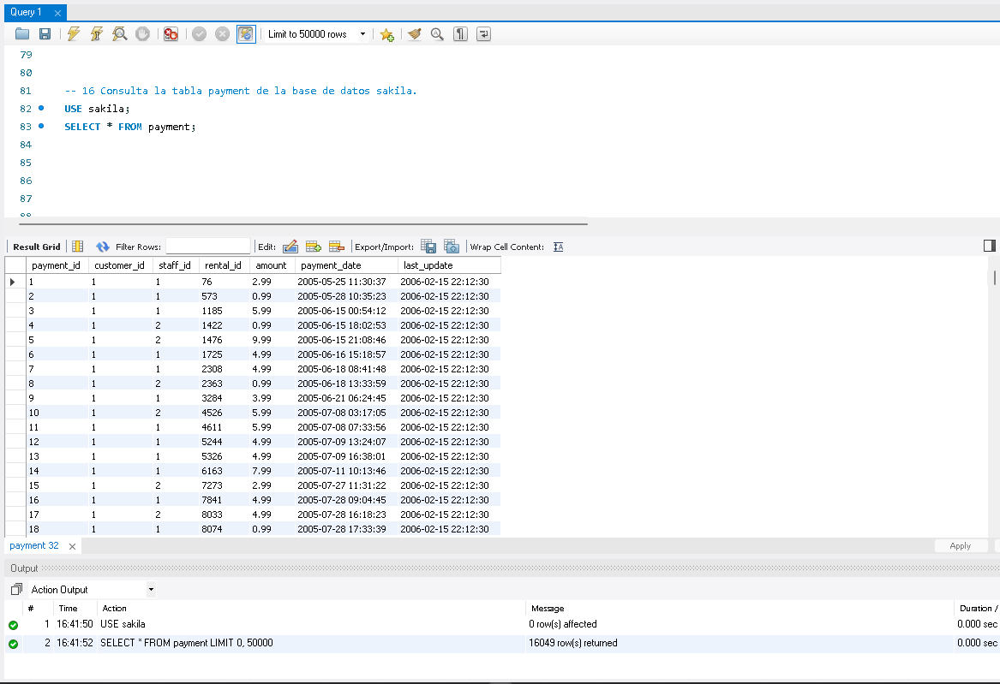 Query 1
Limit to 50000 rows
79
80
81 -- 16 Consulta la tabla payment de la base de datos sakila.
82 USE sakila;
83 SELECT * FROM payment;
84
85
86
87
88
Result Grid Filter Rows: Edit: Export/Import: Wrap Cell Content: IA
payment_id customer_id staff_id rental_id amount payment_date last_update
1 1 1 76 2.99 2005-05-25 11:30:37 2006-02-15 22:12:30
2 1 1 573 0.99 2005-05-28 10:35:23 2006-02-15 22:12:30
3 1 1 1185 5.99 2005-06-15 00:54:12 2006-02-15 22:12:30
4 1 2 1422 0.99 2005-06-15 18:02:53 2006-02-15 22:12:30
5 1 2 1476 9.99 2005-06-15 21:08:46 2006-02-15 22:12:30
6 1 1 1725 4.99 2005-06-16 15:18:57 2006-02-15 22:12:30
7 1 1 2308 4.99 2005-06-18 08:41:48 2006-02-15 22:12:30
8 1 2 2363 0.99 2005-06-18 13:33:59 2006-02-15 22:12:30
9 1 1 3284 3.99 2005-06-21 06:24:45 2006-02-15 22:12:30
10 1 2 4526 5.99 2005-07-08 03:17:05 2006-02-15 22:12:30
11 1 1 4611 5.99 2005-07-08 07:33:56 2006-02-15 22:12:30
12 1 1 5244 4.99 2005-07-09 13:24:07 2006-02-15 22:12:30
13 1 1 5326 4.99 2005-07-09 16:38:01 2006-02-15 22:12:30
14 1 1 6163 7.99 2005-07-11 10:13:46 2006-02-15 22:12:30
15 1 2 7273 2.99 2005-07-27 11:31:22 2006-02-15 22:12:30
16 1 1 7841 4.99 2005-07-28 09:04:45 2006-02-15 22:12:30
17 1 2 8033 4.99 2005-07-28 16:18:23 2006-02-15 22:12:30
18 1 1 8074 0.99 2005-07-28 17:33:39 2006-02-15 22:12:30
payment 32 Apply
Output
Action Output
# Time Action Message Duration /
1 16:41:50 USE sakila 0 row(s) affected 0.000 sec
2 16:41:52 SELECT * FROM payment LIMIT 0, 50000 16049 row(s) returned 0.000 sec